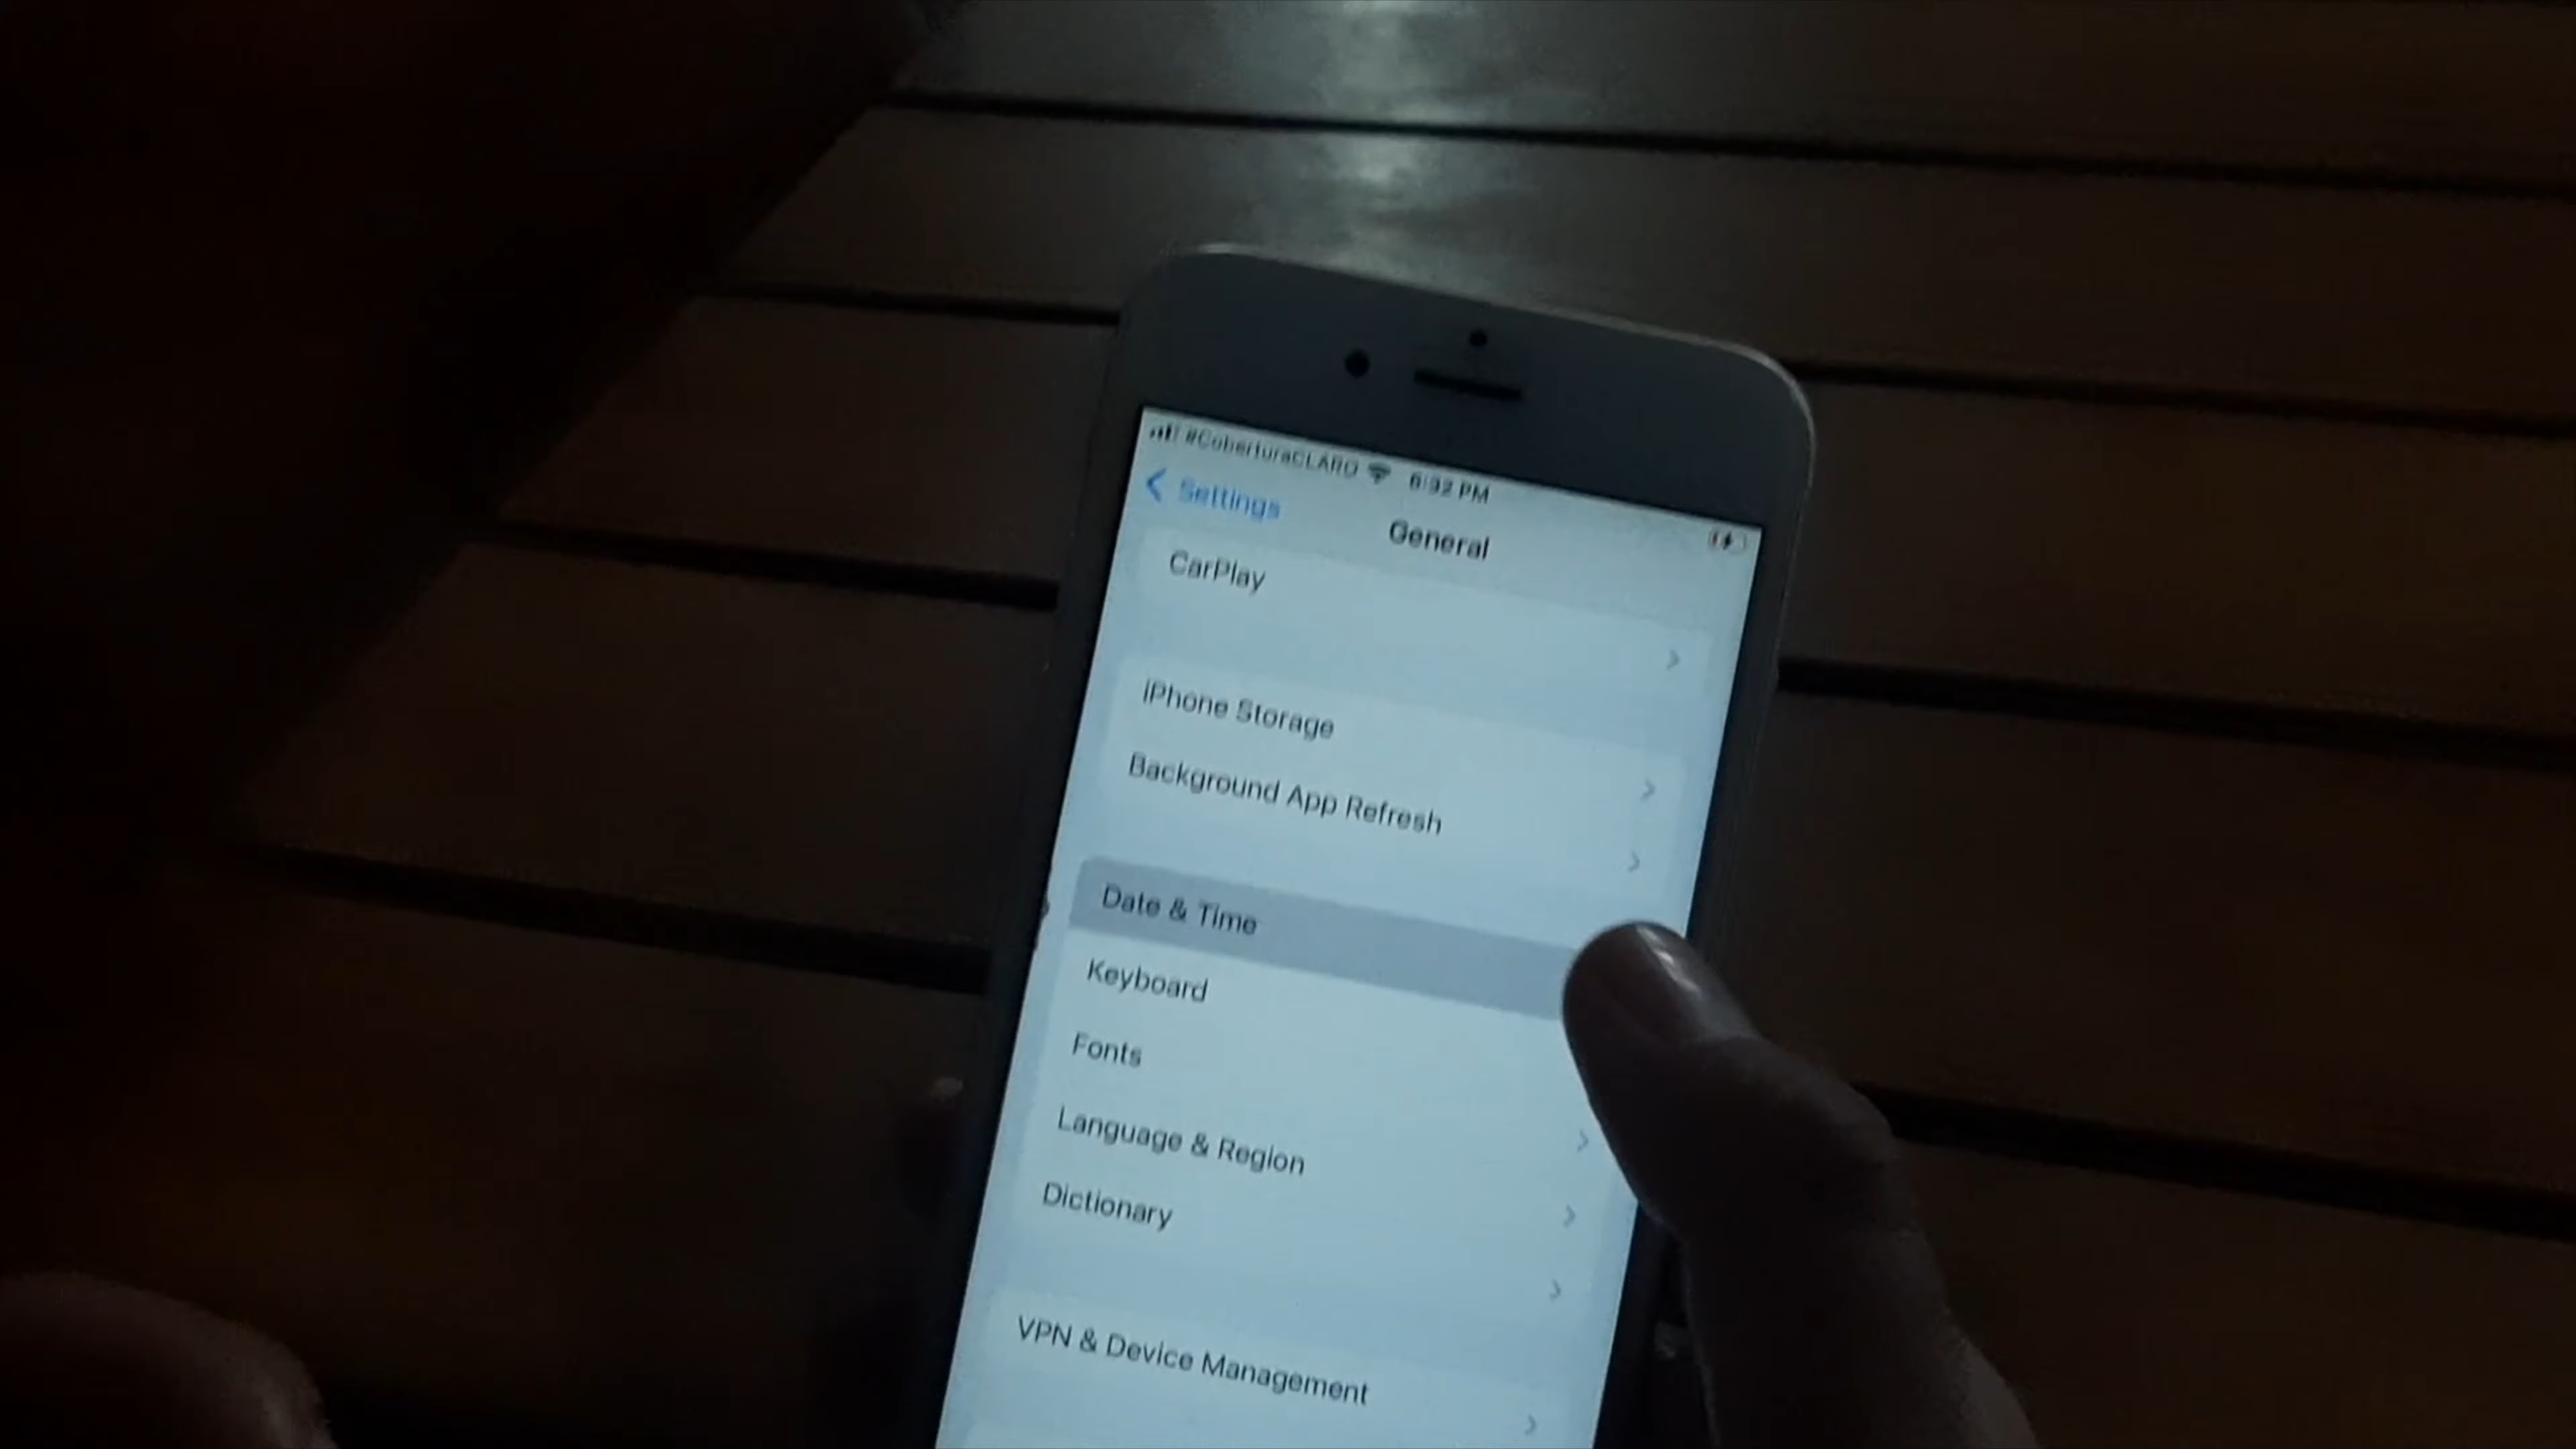 #CoberturaCLARO 6:32 PM
Settings
General
CarPlay
iPhone Storage
Background App Refresh
Date & Time
Keyboard
Fonts
Language & Region
Dictionary
VPN & Device Management